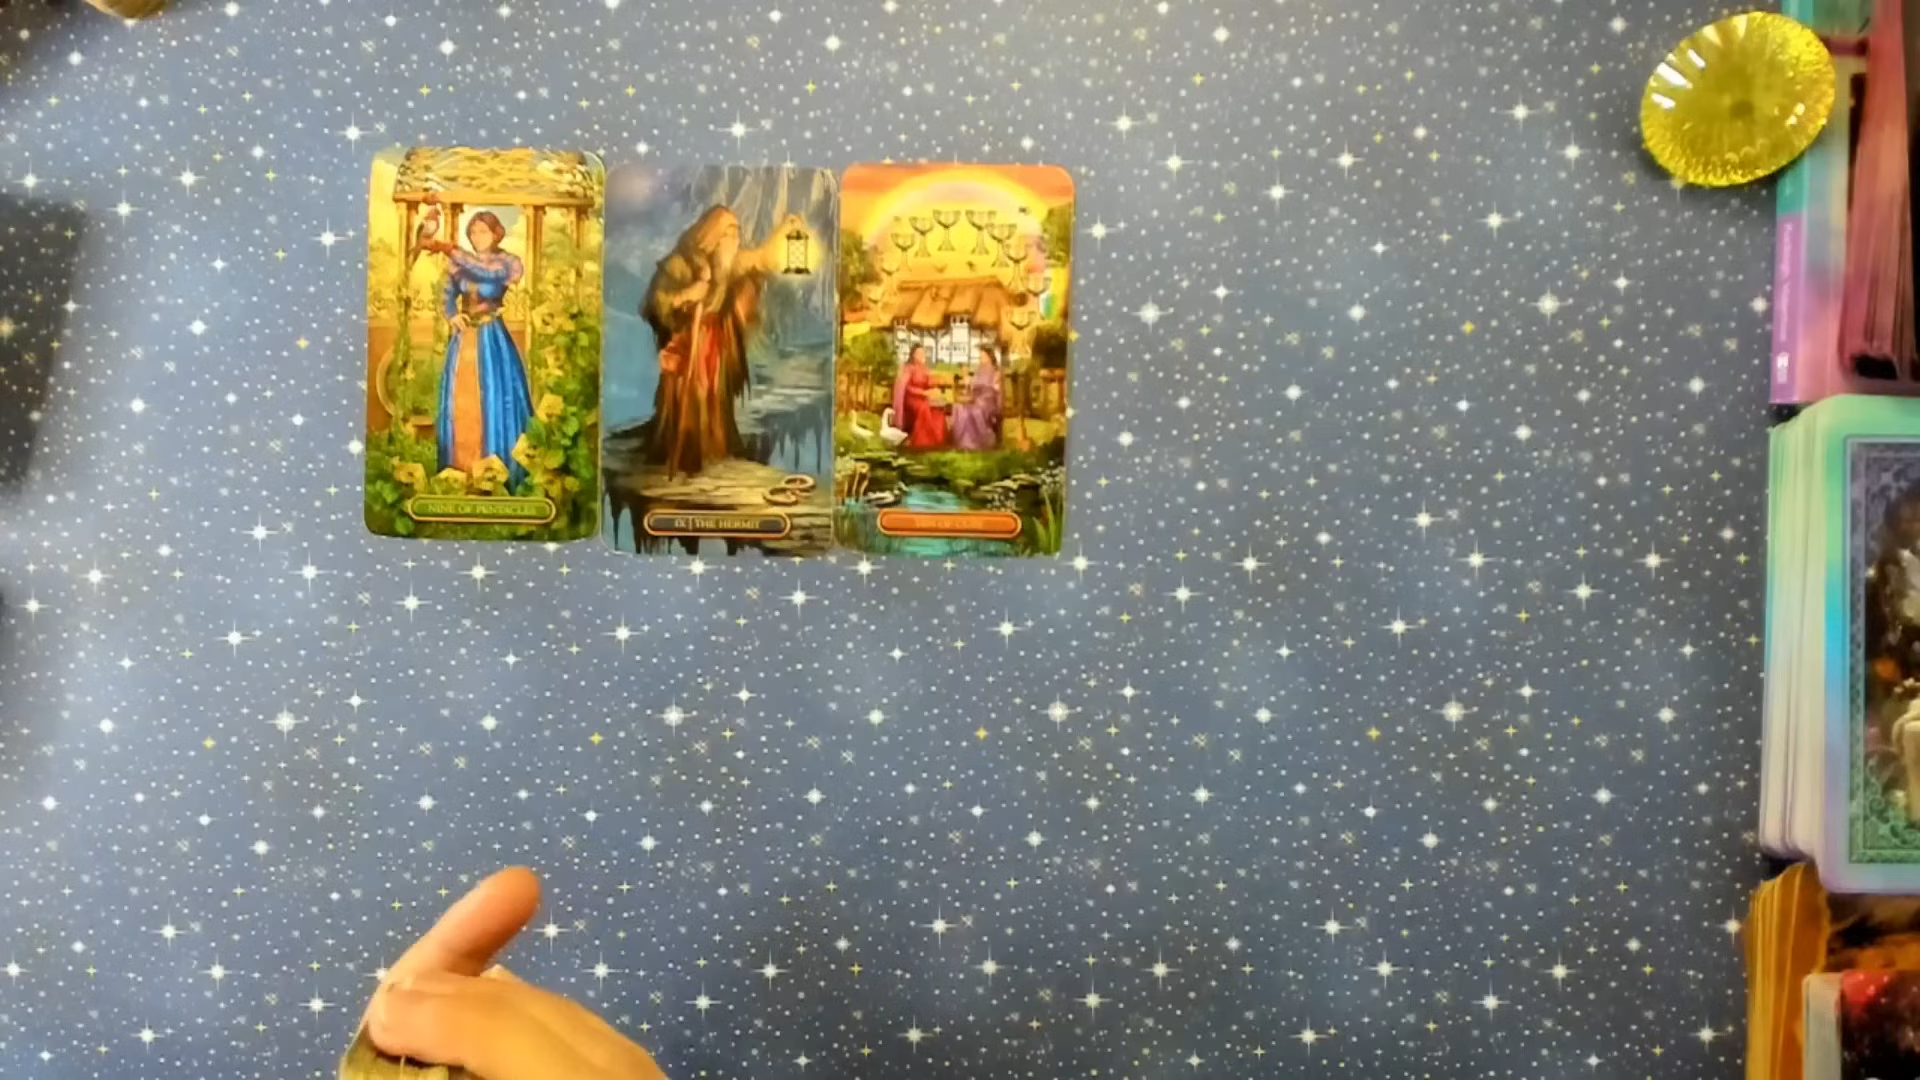 NINE OF PENTACLES
IX | THE HERMIT
TEN OF CUPS